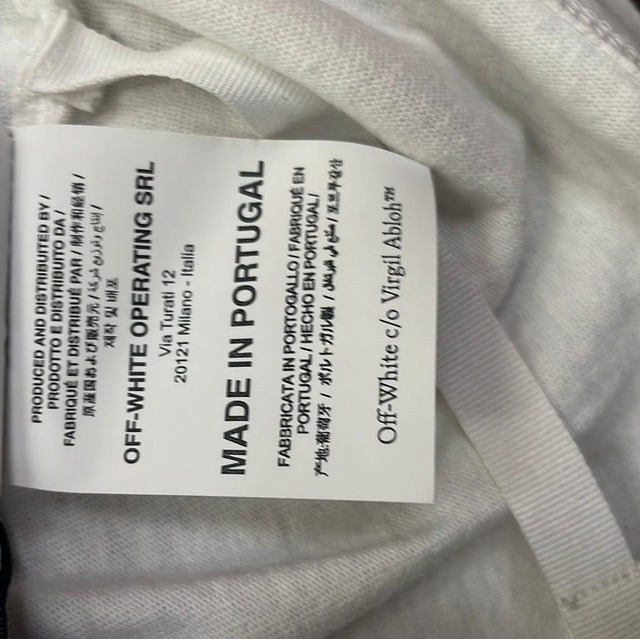 PRODUCED AND DISTRIBUTED BY /
PRODOTTO E DISTRIBUITO DA /
FABRIQUÉ ET DISTRIBUÉ PAR / 制作和经销 /
原産国および販売元 /
제작 및 배포
OFF-WHITE OPERATING SRL
Via Turati 12
20121 Milano - Italia
MADE IN PORTUGAL
FABBRICATA IN PORTOGALLO / FABRIQUÉ EN
PORTUGAL / HECHO EN PORTUGAL /
产地:葡萄牙 / ポルトガル製 /
Off-White c/o Virgil Abloh™